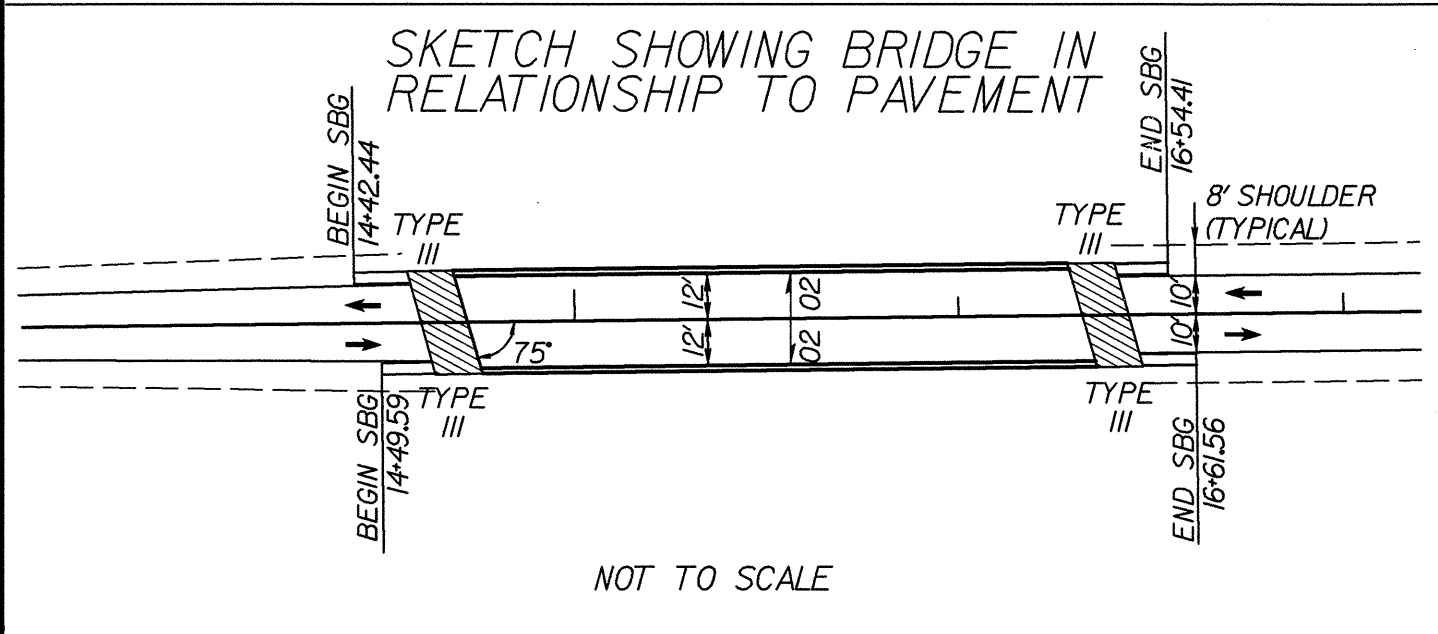 SKETCH SHOWING BRIDGE IN
RELATIONSHIP TO PAVEMENT
BEGIN SBG
14+42.44
TYPE
III
TYPE
III
END SBG
16+54.41
8' SHOULDER
(TYPICAL)
12'
02
10'
12'
02
10'
75°
BEGIN SBG
14+49.59
TYPE
III
TYPE
III
END SBG
16+61.56
NOT TO SCALE